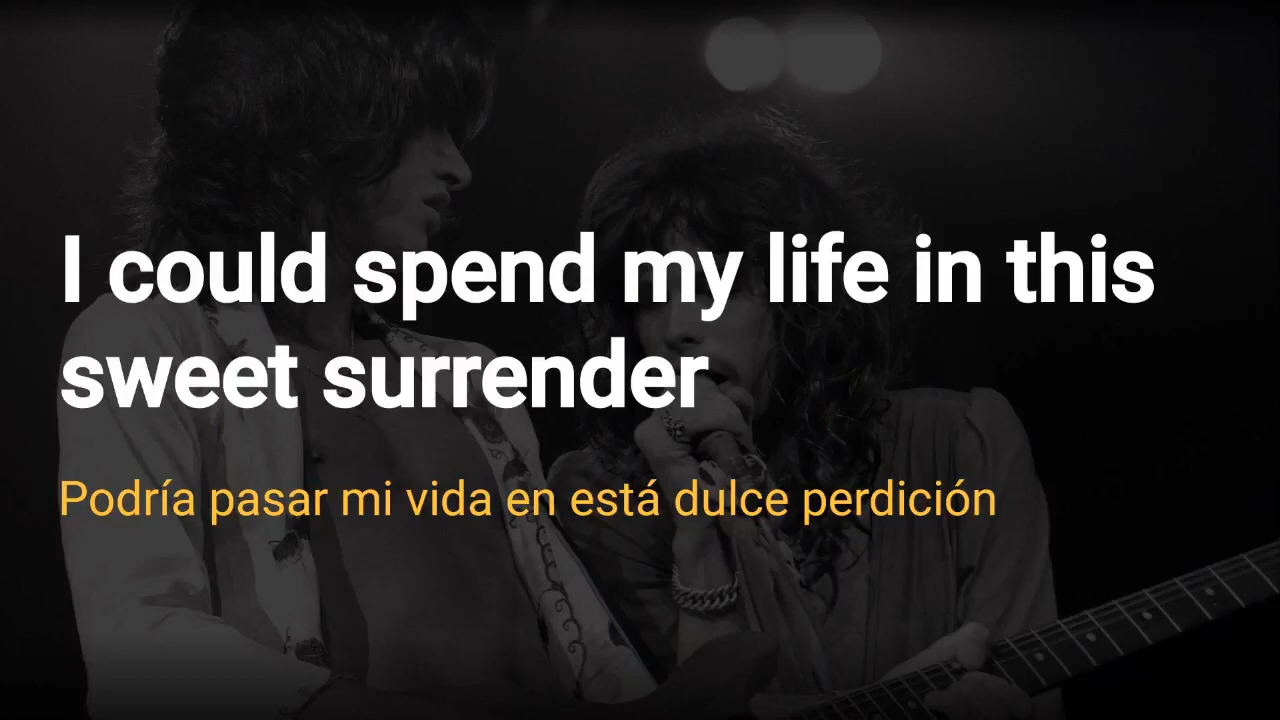 I could spend my life in this
sweet surrender
Podría pasar mi vida en está dulce perdición